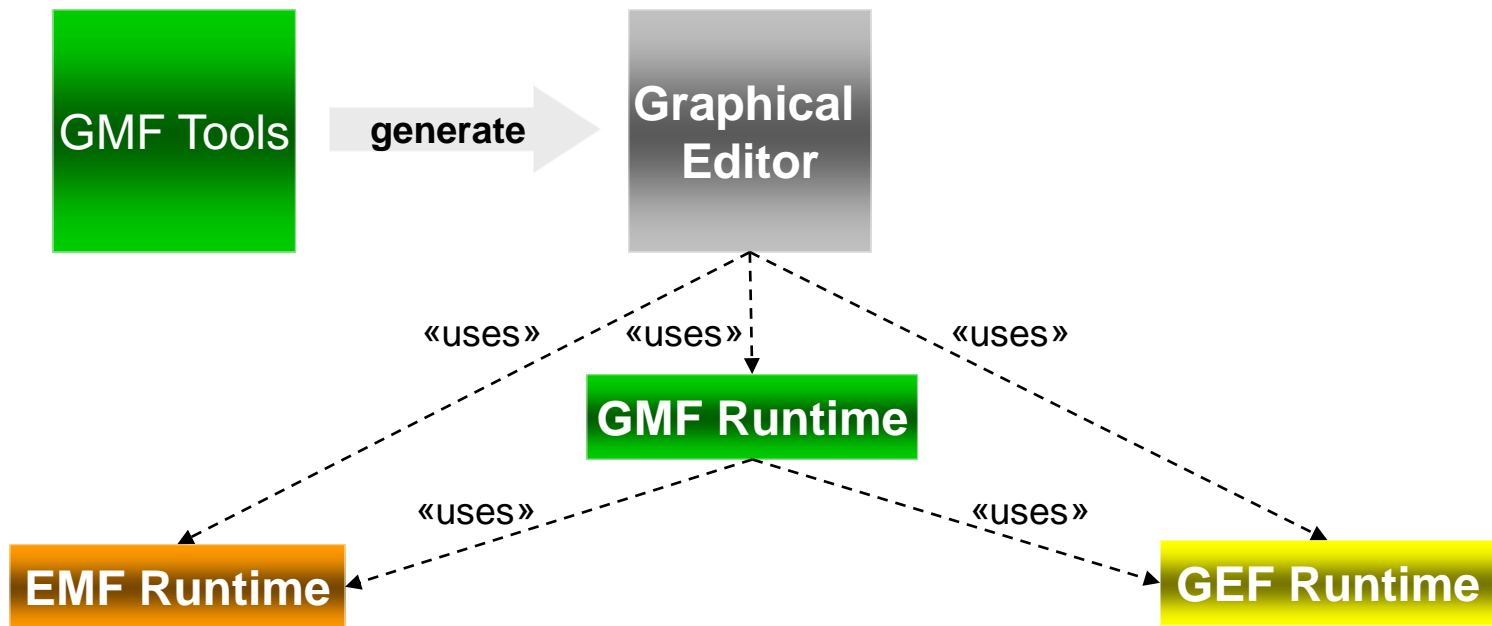 GMF Tools
generate
Graphical
Editor
«uses»
«uses»
«uses»
GMF Runtime
«uses»
«uses»
EMF Runtime
GEF Runtime